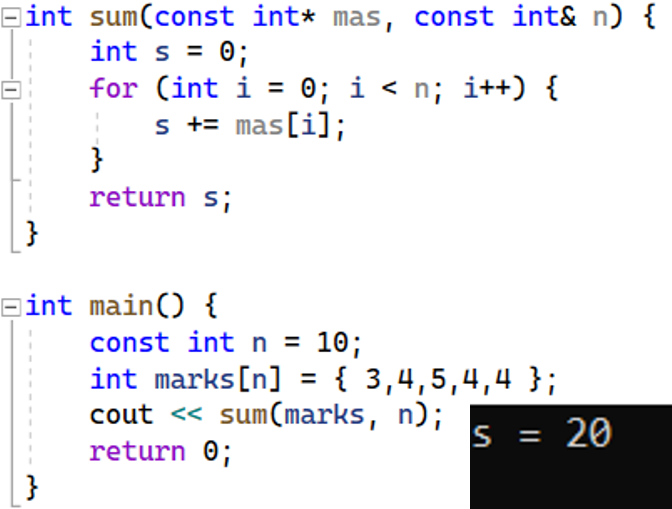 int sum(const int* mas, const int& n) {
    int s = 0;
    for (int i = 0; i < n; i++) {
        s += mas[i];
    }
    return s;
}

int main() {
    const int n = 10;
    int marks[n] = { 3,4,5,4,4 };
    cout << sum(marks, n);
    return 0;
}
s = 20